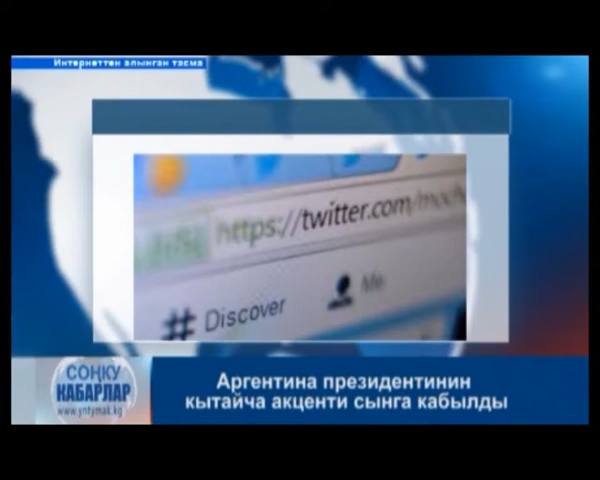 Интернеттен алынган тасма
https://twitter.com/
# Discover
Me
СОҢКУ
КАБАРЛАР
www.yntymak.kg
Аргентина президентинин
кытайча акценти сынга кабылды